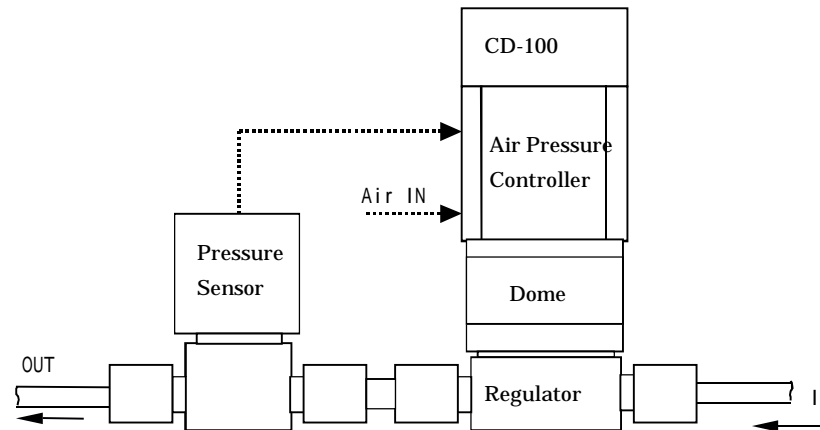 CD-100
Air Pressure
Controller
Air IN
Pressure
Sensor
Dome
OUT
Regulator
I